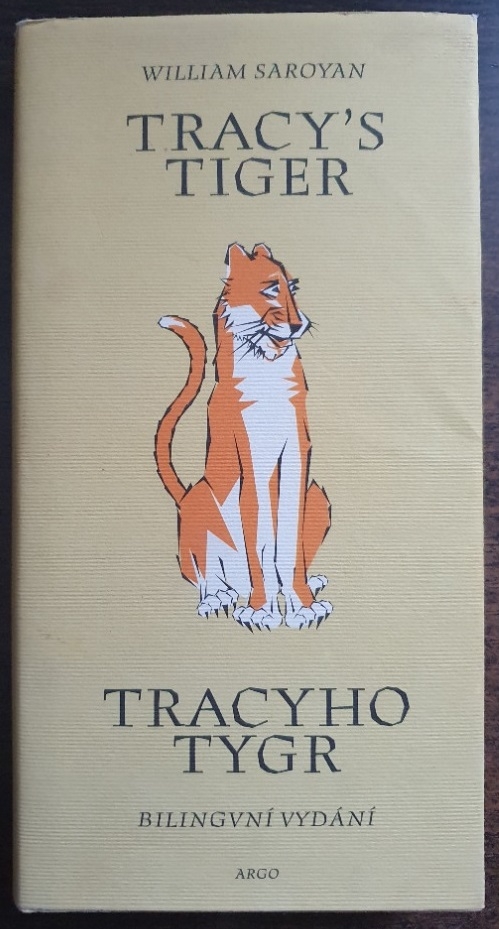 WILLIAM SAROYAN
TRACY'S
TIGER
TRACYHO
TYGR
BILINGVNÍ VYDÁNÍ
ARGO